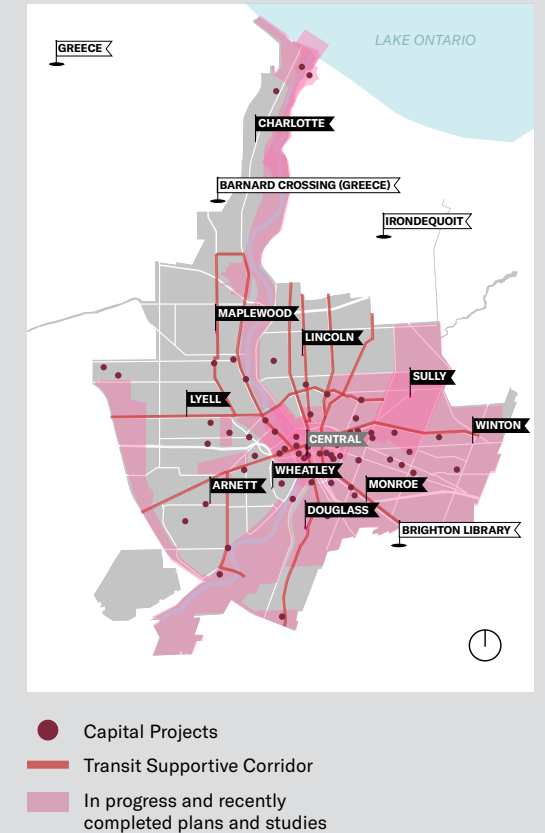 LAKE ONTARIO
GREECE
CHARLOTTE
BARNARD CROSSING (GREECE)
IRONDEQUOIT
MAPLEWOOD
LINCOLN
SULLY
LYELL
WINTON
CENTRAL
WHEATLEY
ARNETT
MONROE
DOUGLASS
BRIGHTON LIBRARY
Capital Projects
Transit Supportive Corridor
In progress and recently
completed plans and studies